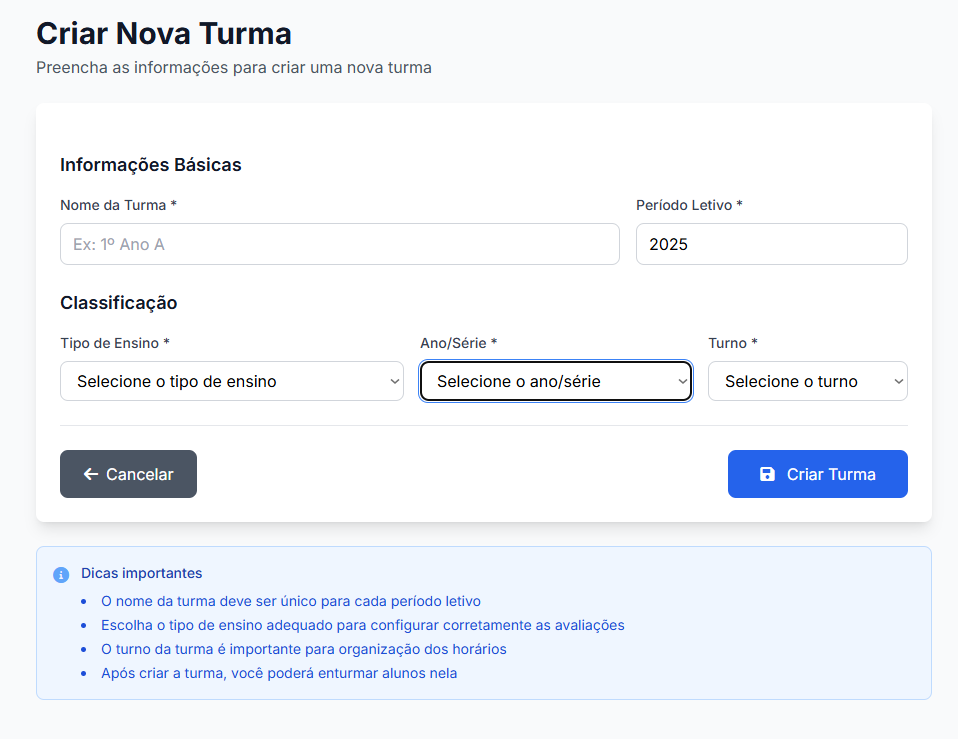 Criar Nova Turma
Preencha as informações para criar uma nova turma
Informações Básicas
Nome da Turma *
Período Letivo *
Ex: 1º Ano A
2025
Classificação
Tipo de Ensino *
Ano/Série *
Turno *
Selecione o tipo de ensino
Selecione o ano/série
Selecione o turno
Cancelar
Criar Turma
Dicas importantes
O nome da turma deve ser único para cada período letivo
Escolha o tipo de ensino adequado para configurar corretamente as avaliações
O turno da turma é importante para organização dos horários
Após criar a turma, você poderá enturmar alunos nela